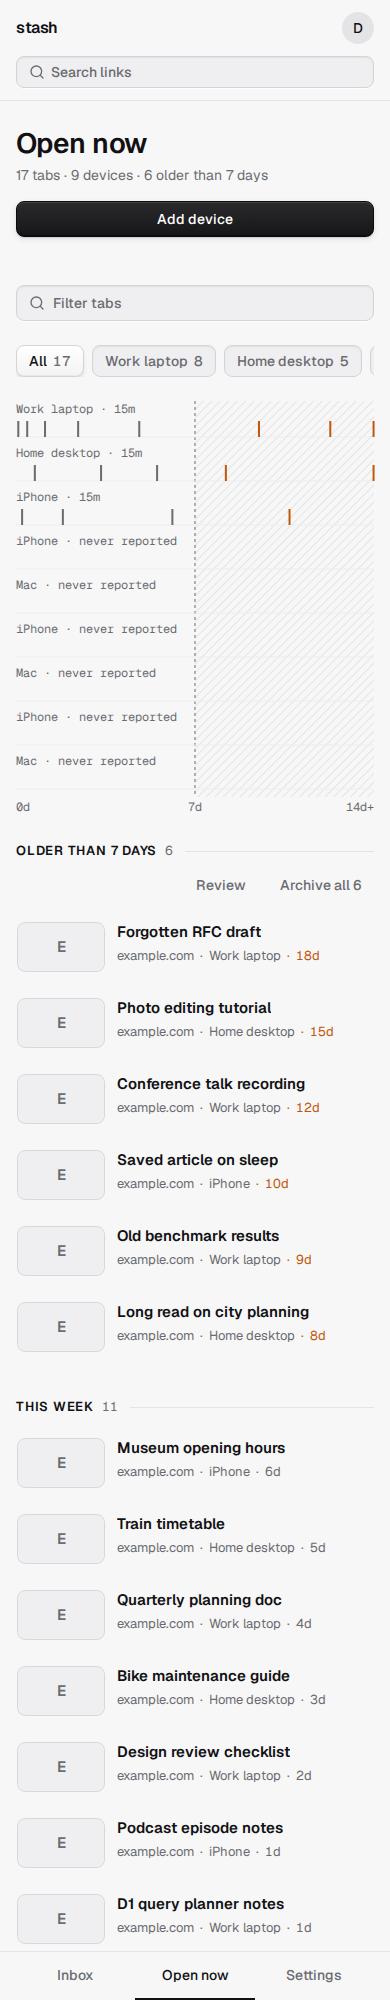 stash
D
Search links
Open now
17 tabs · 9 devices · 6 older than 7 days
Add device
Filter tabs
All 17
Work laptop 8
Home desktop 5
Work laptop · 15m
Home desktop · 15m
iPhone · 15m
iPhone · never reported
Mac · never reported
iPhone · never reported
Mac · never reported
iPhone · never reported
Mac · never reported
0d 7d 14d+
OLDER THAN 7 DAYS 6
Review Archive all 6
E
Forgotten RFC draft
example.com · Work laptop · 18d
E
Photo editing tutorial
example.com · Home desktop · 15d
E
Conference talk recording
example.com · Work laptop · 12d
E
Saved article on sleep
example.com · iPhone · 10d
E
Old benchmark results
example.com · Work laptop · 9d
E
Long read on city planning
example.com · Home desktop · 8d
THIS WEEK 11
E
Museum opening hours
example.com · iPhone · 6d
E
Train timetable
example.com · Home desktop · 5d
E
Quarterly planning doc
example.com · Work laptop · 4d
E
Bike maintenance guide
example.com · Home desktop · 3d
E
Design review checklist
example.com · Work laptop · 2d
E
Podcast episode notes
example.com · iPhone · 1d
E
D1 query planner notes
example.com · Work laptop · 1d
Inbox Open now Settings